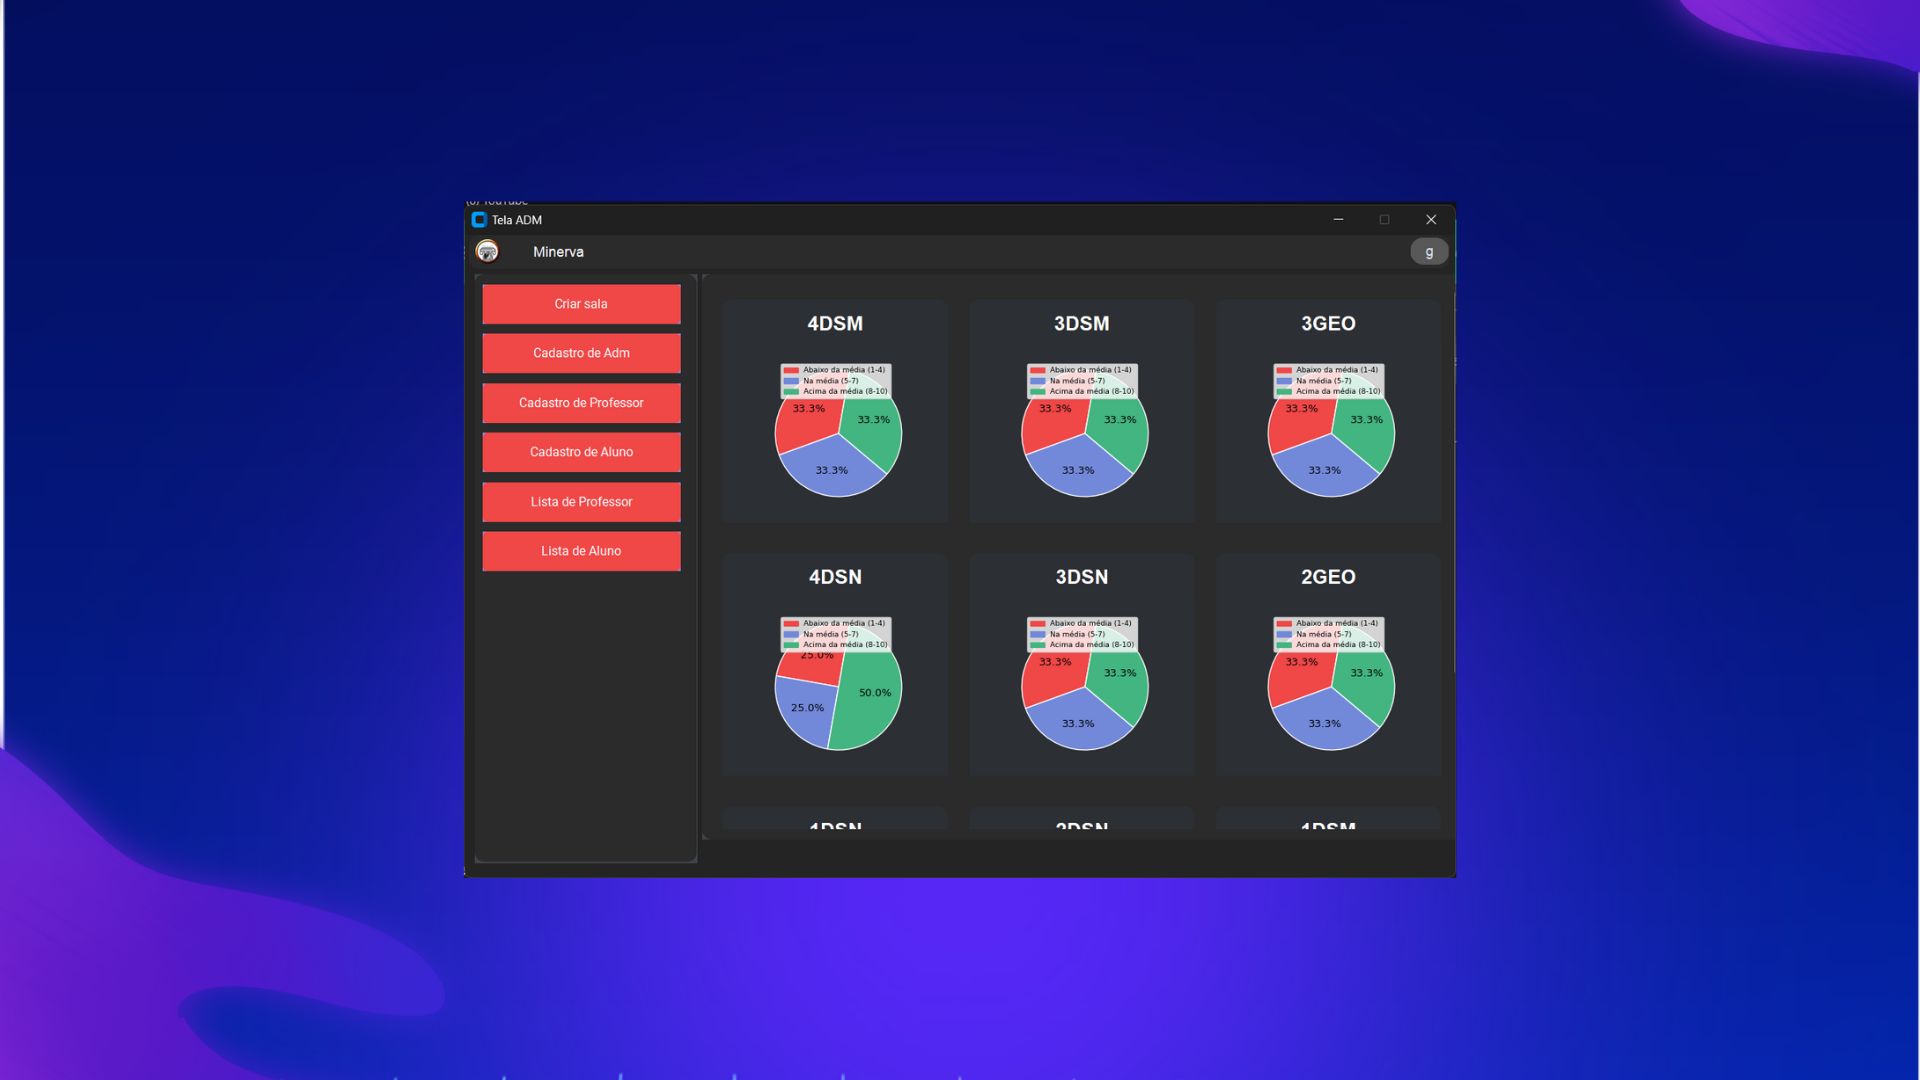 (8) YouTube
Tela ADM
Minerva
g
Criar sala
Cadastro de Adm
Cadastro de Professor
Cadastro de Aluno
Lista de Professor
Lista de Aluno
4DSM
Abaixo da média (1-4)
Na média (5-7)
Acima da média (8-10)
33.3%
33.3%
33.3%
3DSM
Abaixo da média (1-4)
Na média (5-7)
Acima da média (8-10)
33.3%
33.3%
33.3%
3GEO
Abaixo da média (1-4)
Na média (5-7)
Acima da média (8-10)
33.3%
33.3%
33.3%
4DSN
Abaixo da média (1-4)
Na média (5-7)
Acima da média (8-10)
25.0%
50.0%
25.0%
3DSN
Abaixo da média (1-4)
Na média (5-7)
Acima da média (8-10)
33.3%
33.3%
33.3%
2GEO
Abaixo da média (1-4)
Na média (5-7)
Acima da média (8-10)
33.3%
33.3%
33.3%
1DSN
2DSN
1DSM